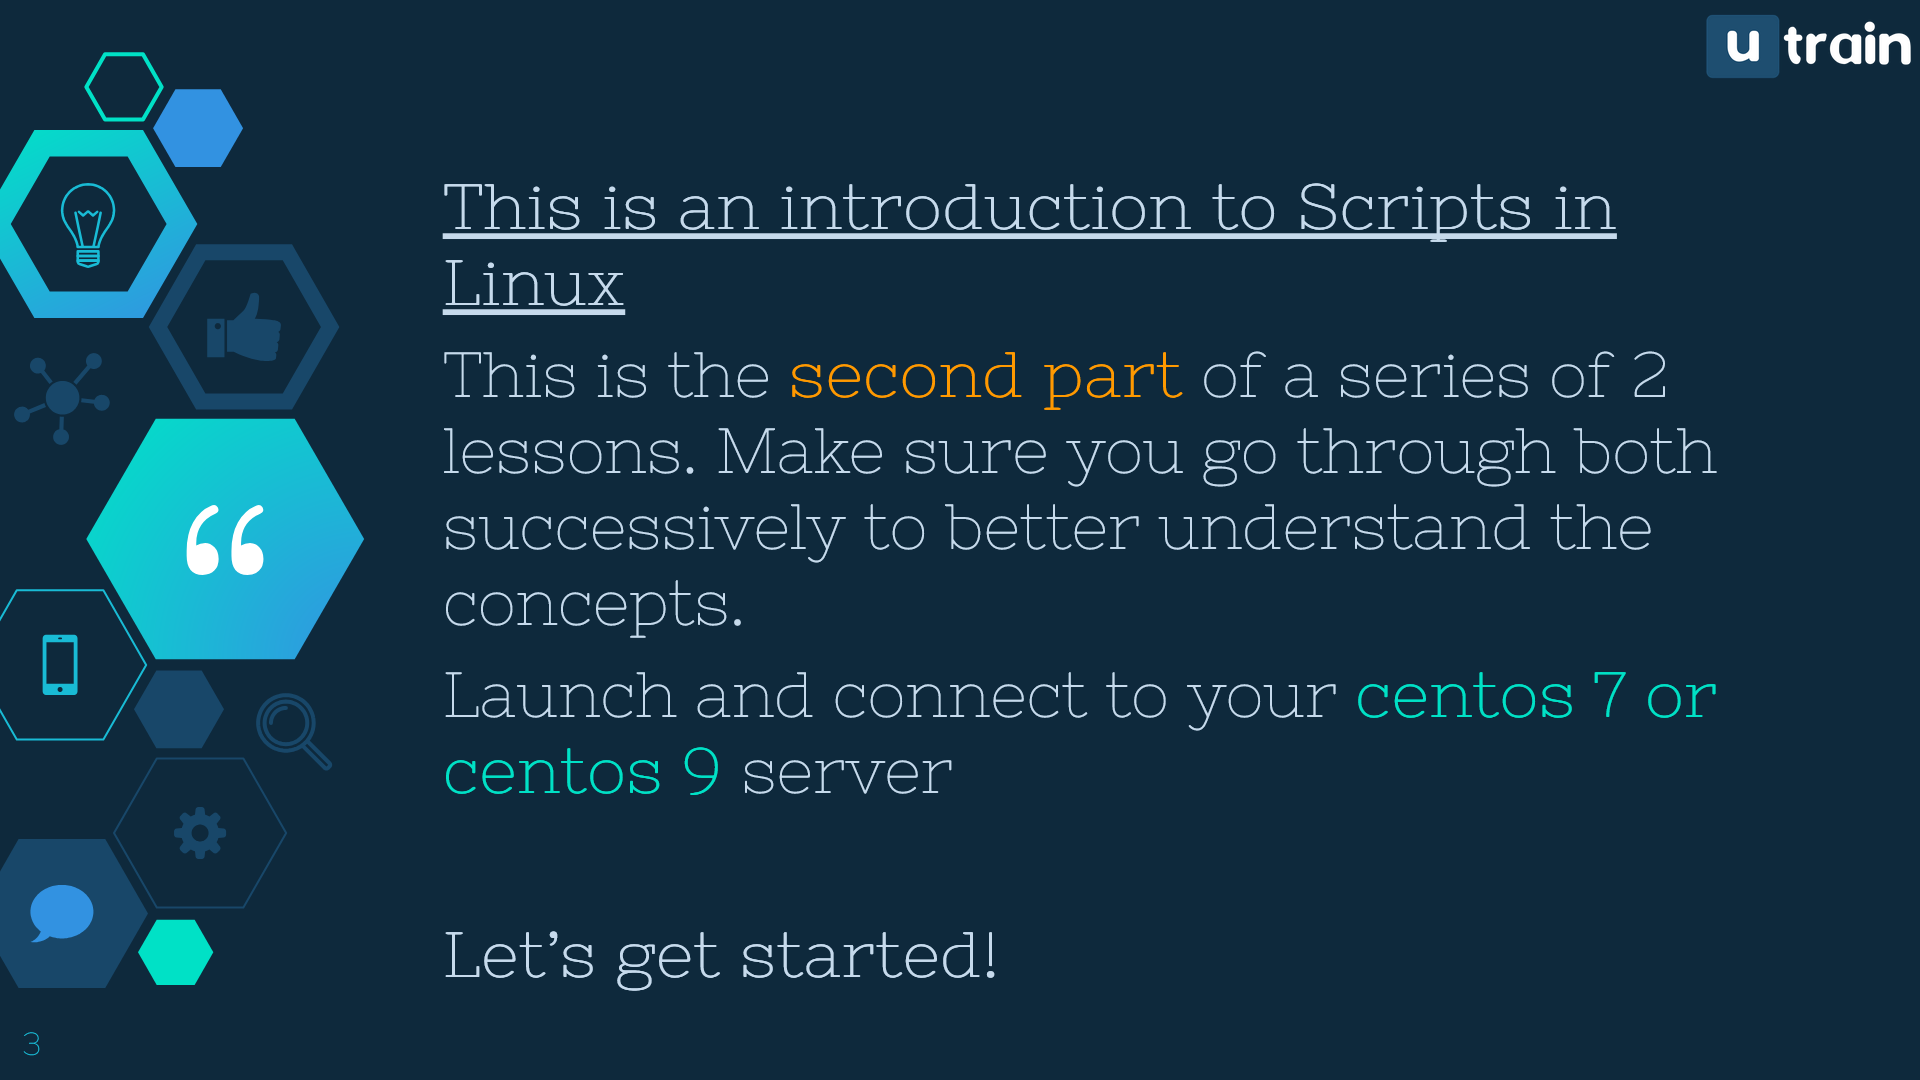 u train
This is an introduction to Scripts in
Linux
This is the second part of a series of 2
lessons. Make sure you go through both
successively to better understand the
concepts.
Launch and connect to your centos 7 or
centos 9 server
Let’s get started!
3